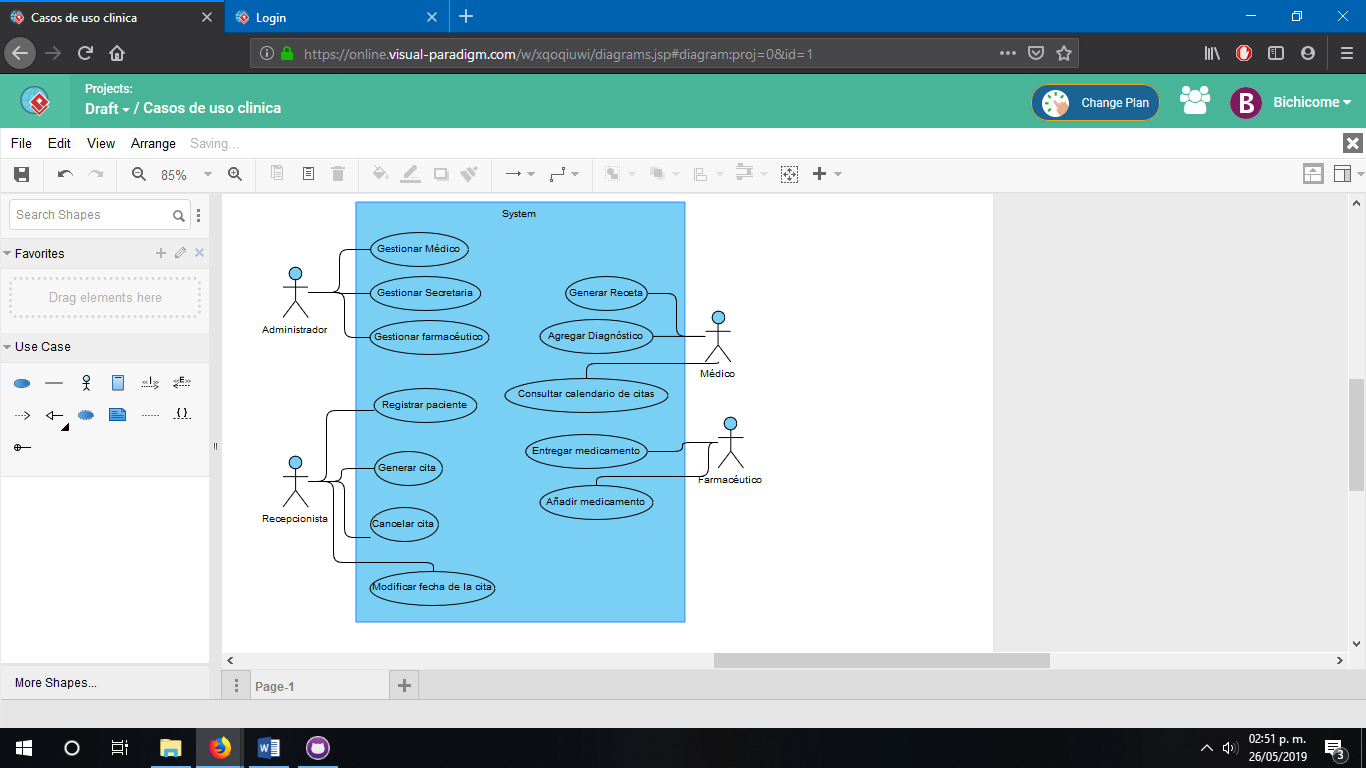 Casos de uso clinica
Login
https://online.visual-paradigm.com/w/xqoqiuwi/diagrams.jsp#diagram:proj=0&id=1
Projects:
Draft / Casos de uso clinica
Change Plan
B
Bichicome
File Edit View Arrange Saving...
85%
Search Shapes
Favorites
Drag elements here
Use Case
More Shapes...
System
Gestionar Médico
Gestionar Secretaria
Gestionar farmacéutico
Administrador
Generar Receta
Agregar Diagnóstico
Consultar calendario de citas
Médico
Registrar paciente
Generar cita
Cancelar cita
Modificar fecha de la cita
Recepcionista
Entregar medicamento
Añadir medicamento
Farmacéutico
Page-1
02:51 p. m.
26/05/2019
3